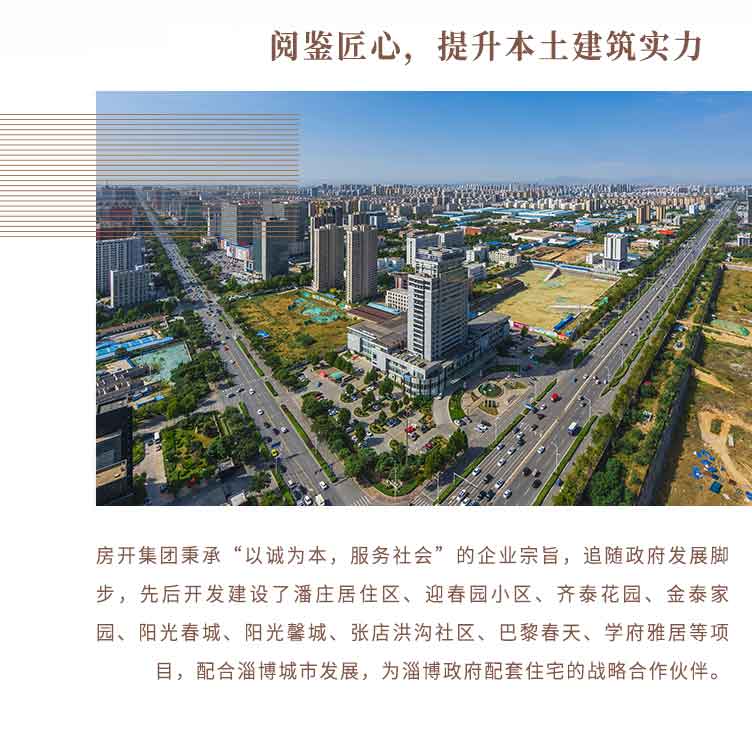 阅鉴匠心，提升本土建筑实力
房开集团秉承“以诚为本，服务社会”的企业宗旨，追随政府发展脚
步，先后开发建设了潘庄居住区、迎春园小区、齐泰花园、金泰家
园、阳光春城、阳光馨城、张店洪沟社区、巴黎春天、学府雅居等项
目，配合淄博城市发展，为淄博政府配套住宅的战略合作伙伴。